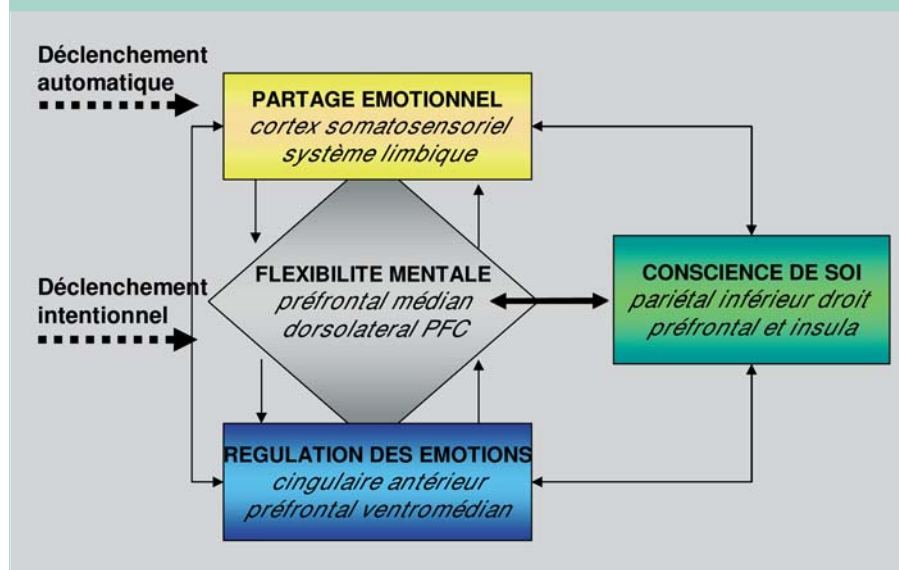 Déclenchement
automatique
PARTAGE EMOTIONNEL
cortex somatosensoriel
système limbique
Déclenchement
intentionnel
FLEXIBILITE MENTALE
préfrontal médian
dorsolateral PFC
CONSCIENCE DE SOI
pariétal inférieur droit
préfrontal et insula
REGULATION DES EMOTIONS
cingulaire antérieur
préfrontal ventromédian